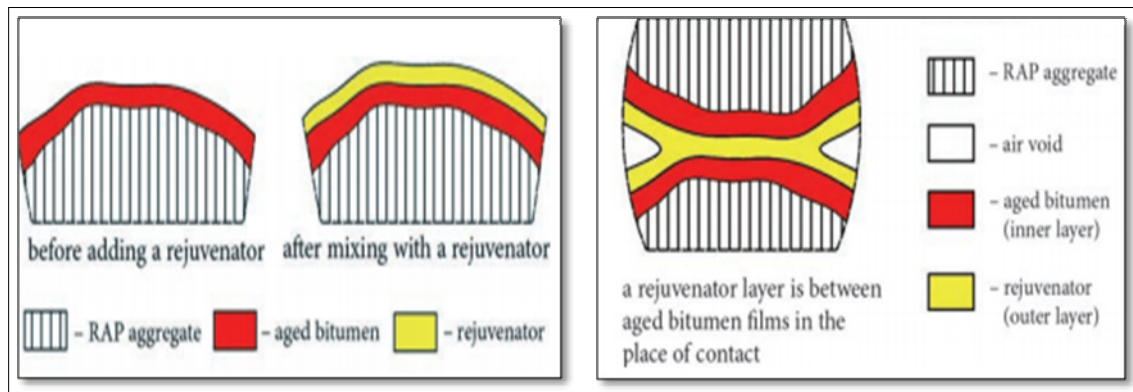 before adding a rejuvenator
after mixing with a rejuvenator
– RAP aggregate
– aged bitumen
– rejuvenator
– RAP aggregate
– air void
– aged bitumen
(inner layer)
– rejuvenator
(outer layer)
a rejuvenator layer is between
aged bitumen films in the
place of contact